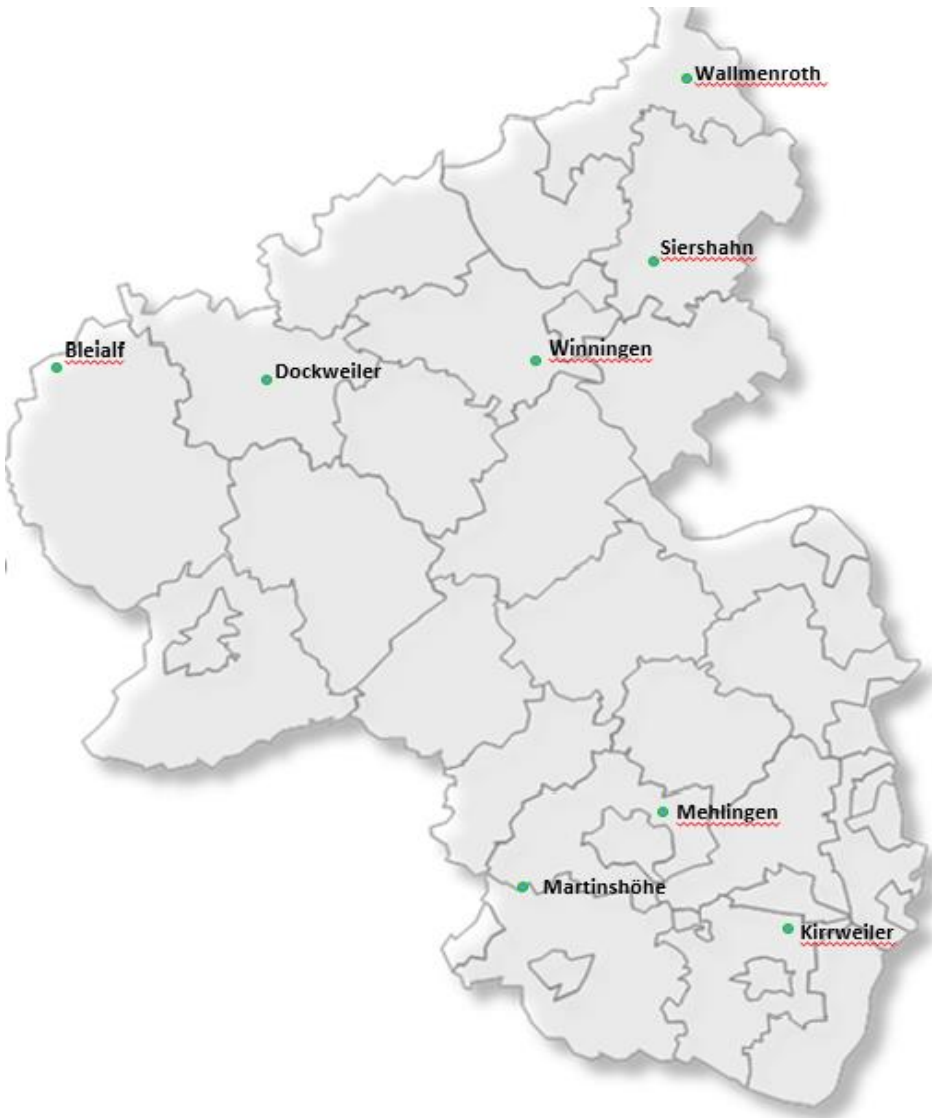 Wallmenroth
Siershahn
Bleialf
Winningen
Dockweiler
Mehlingen
Martinshöhe
Kirrweiler